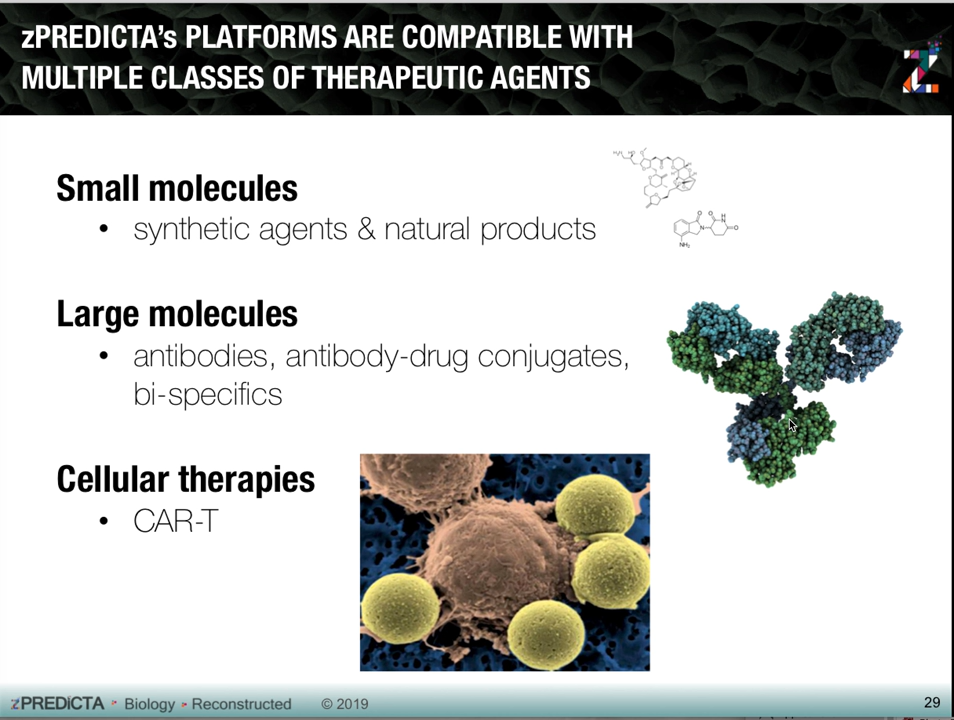 zPREDICTA's PLATFORMS ARE COMPATIBLE WITH
MULTIPLE CLASSES OF THERAPEUTIC AGENTS
Small molecules
• synthetic agents & natural products
Large molecules
• antibodies, antibody-drug conjugates,
bi-specifics
Cellular therapies
• CAR-T
NH₂
zPREDiCTA Biology Reconstructed © 2019
29